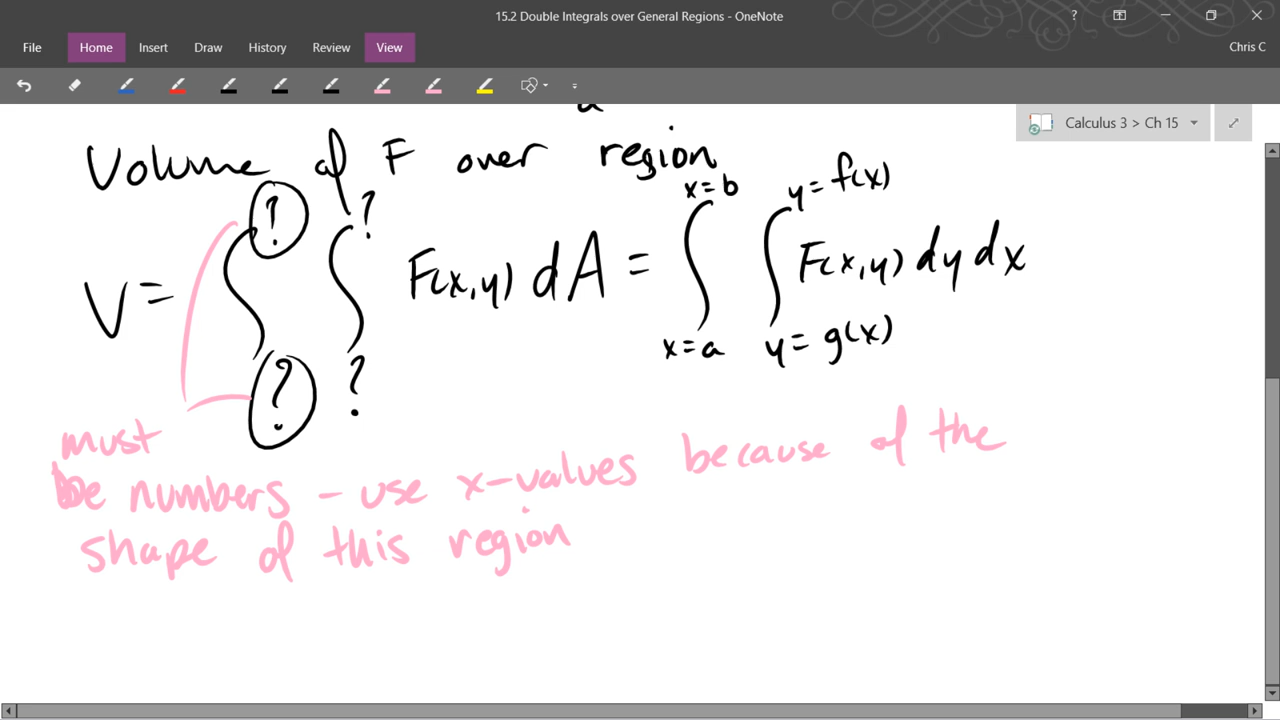 15.2 Double Integrals over General Regions - OneNote
?
File
Home
Insert
Draw
History
Review
View
Chris C
Calculus 3 > Ch 15
a
Volume of F over region
V = ∫_?^? ∫_?^? F(x,y) dA = ∫_{x=a}^{x=b} ∫_{y=g(x)}^{y=f(x)} F(x,y) dy dx
must
be numbers - use x-values because of the
shape of this region